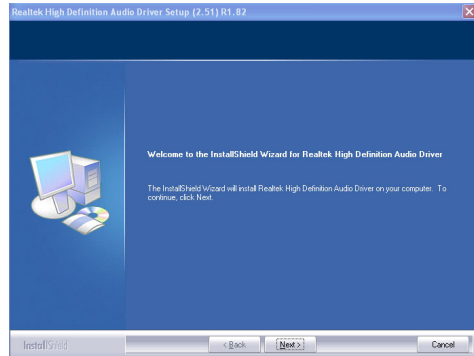 Realtek High Definition Audio Driver Setup (2.51) R1.82
Welcome to the InstallShield Wizard for Realtek High Definition Audio Driver
The InstallShield Wizard will install Realtek High Definition Audio Driver on your computer. To
continue, click Next.
InstallShield
< Back
Next >
Cancel